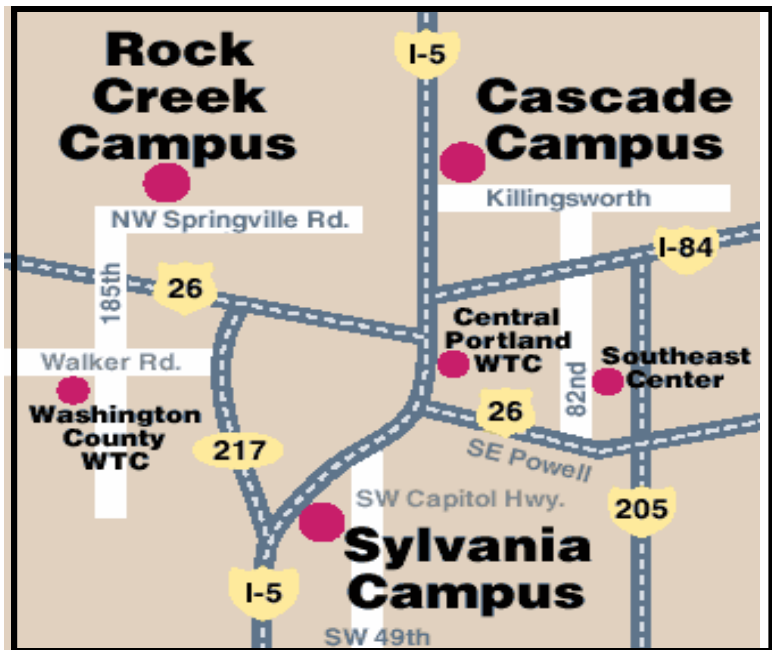 Rock
Creek
Campus
I-5
Cascade
Campus
Killingsworth
NW Springville Rd.
I-84
185th
26
Central
Portland
WTC
Walker Rd.
Southeast
Center
82nd
Washington
County
WTC
26
217
SE Powell
SW Capitol Hwy.
205
Sylvania
Campus
I-5
SW 49th